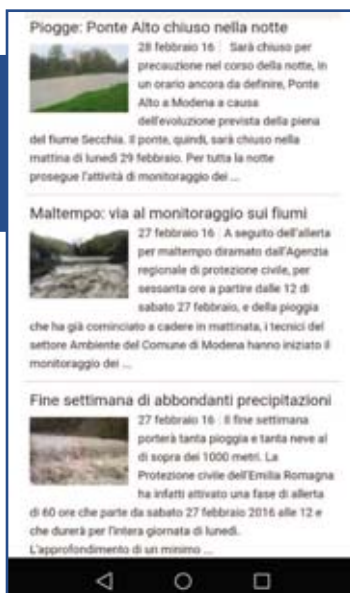 Piogge: Ponte Alto chiuso nella notte
28 febbraio 16 | Sarà chiuso per
precauzione nel corso della notte, in
un orario ancora da definire, Ponte
Alto a Modena a causa
dell'evoluzione prevista della piena
del fiume Secchia. Il ponte, quindi, sarà chiuso nella
mattina di lunedì 29 febbraio. Per tutta la notte
prosegue l'attività di monitoraggio dei ...
Maltempo: via al monitoraggio sui fiumi
27 febbraio 16 | A seguito dell'allerta
per maltempo diramato dall'Agenzia
regionale di protezione civile, per
sessanta ore a partire dalle 12 di
sabato 27 febbraio, e della pioggia
che ha già cominciato a cadere in mattinata, i tecnici del
settore Ambiente del Comune di Modena hanno iniziato il
monitoraggio dei ...
Fine settimana di abbondanti precipitazioni
27 febbraio 16 | Il fine settimana
porterà tanta pioggia e tanta neve al
di sopra dei 1000 metri. La
Protezione civile dell'Emilia Romagna
ha infatti attivato una fase di allerta
di 60 ore che parte da sabato 27 febbraio 2016 alle 12 e
che durerà per l'intera giornata di lunedì.
L'approfondimento di un minimo ...